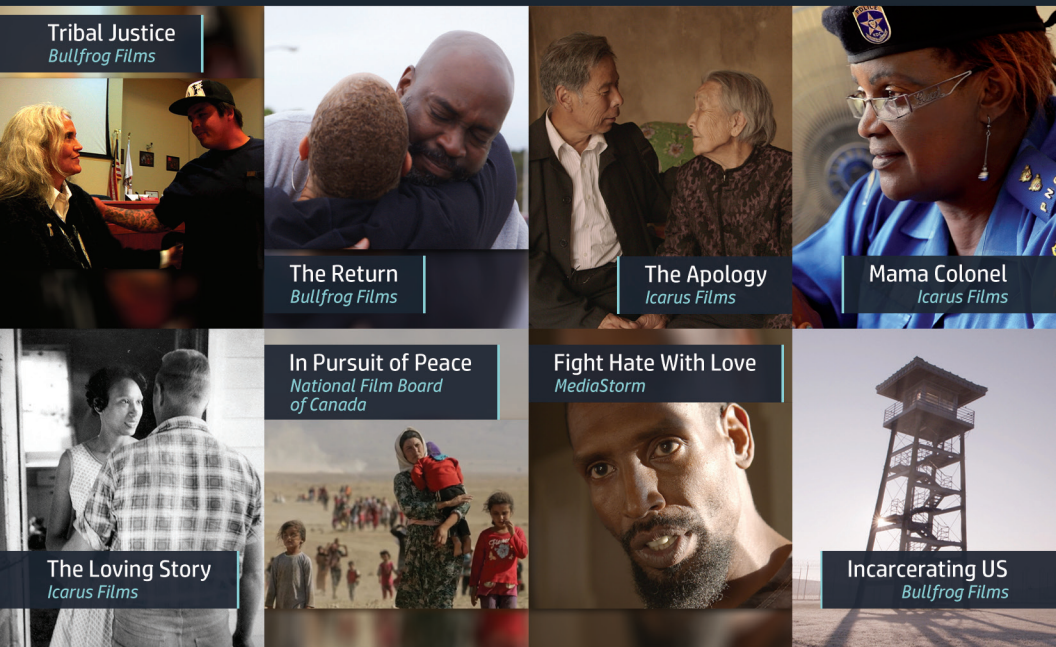 Tribal Justice
Bullfrog Films
The Return
Bullfrog Films
The Apology
Icarus Films
POLICE
Mama Colonel
Icarus Films
P N C
The Loving Story
Icarus Films
In Pursuit of Peace
National Film Board
of Canada
Fight Hate With Love
MediaStorm
Incarcerating US
Bullfrog Films